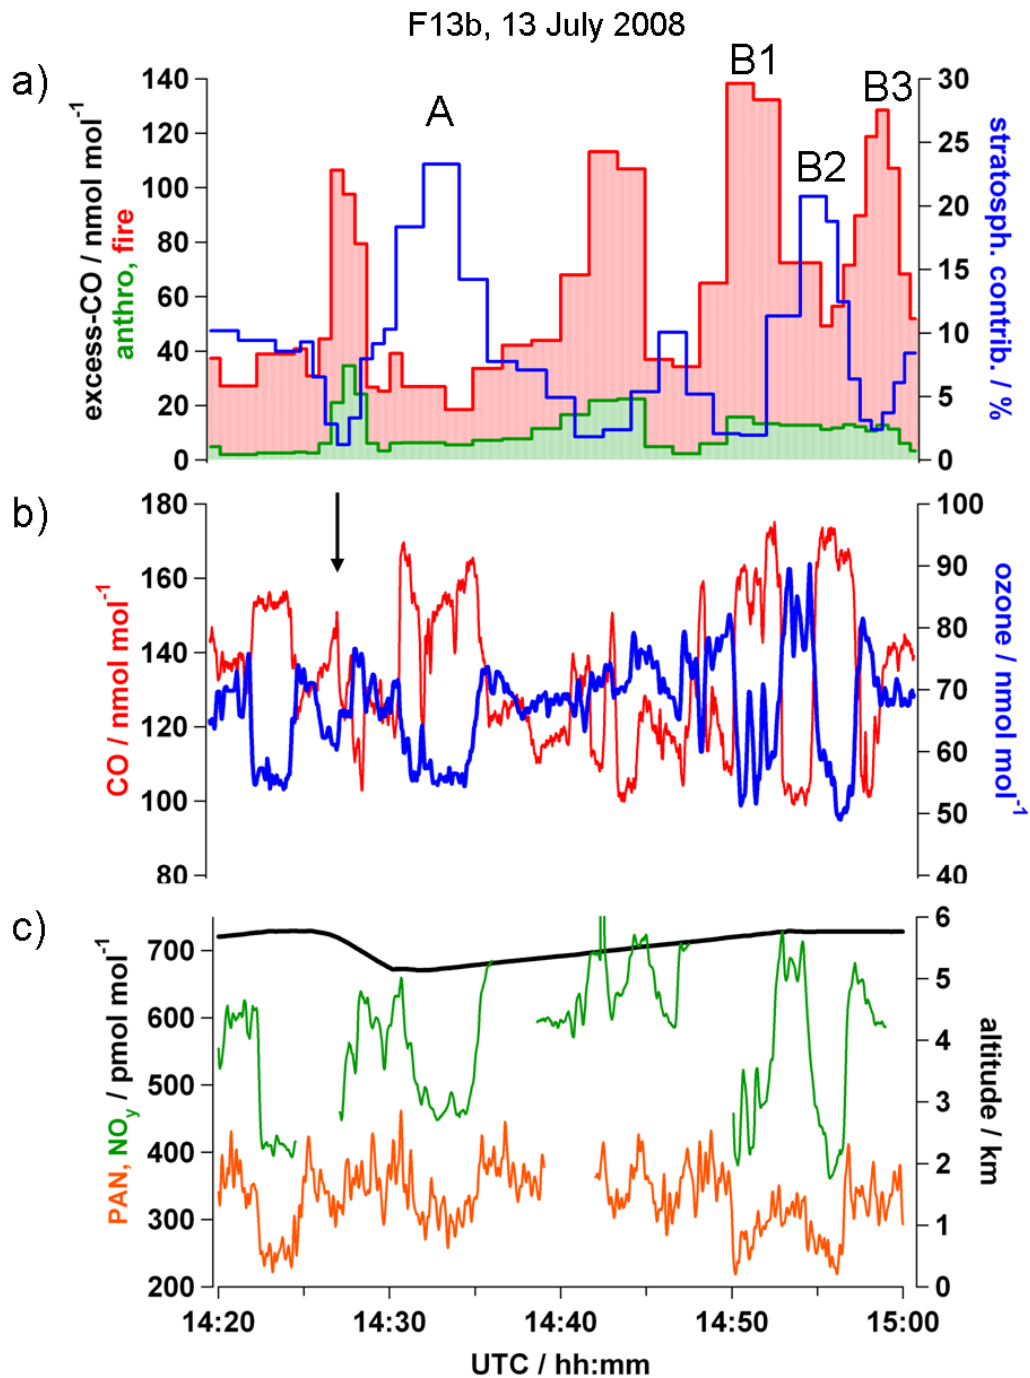 F13b, 13 July 2008
a)
excess-CO / nmol mol⁻¹
anthro, fire
140
120
100
80
60
40
20
0
A
B1
B2
B3
30
25
20
15
10
5
0
stratosph. contrib. / %
b)
CO / nmol mol⁻¹
180
160
140
120
100
80
100
90
80
70
60
50
40
ozone / nmol mol⁻¹
c)
PAN, NOy / pmol mol⁻¹
700
600
500
400
300
200
6
5
4
3
2
1
0
altitude / km
14:20 14:30 14:40 14:50 15:00
UTC / hh:mm